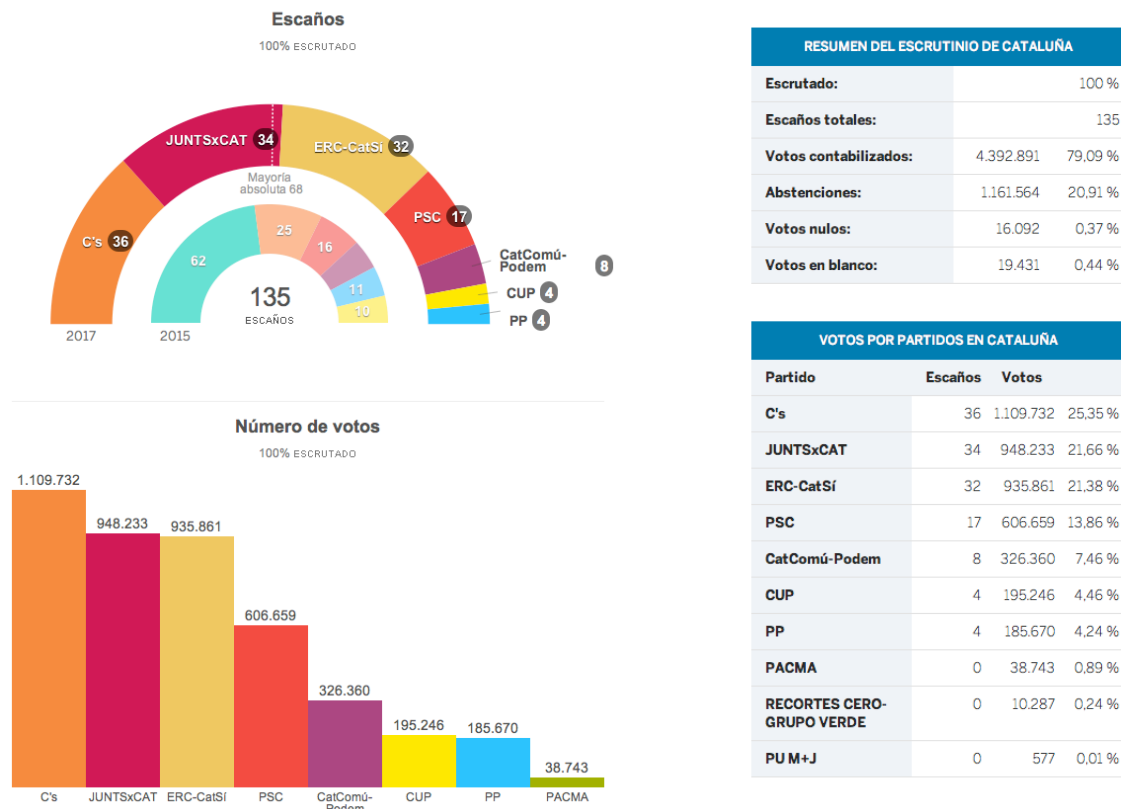 Escaños
100% ESCRUTADO
JUNTSxCAT 34
ERC-CatSí 32
Mayoría
absoluta 68
C's 36
PSC 17
62
25
16
11
10
CatComú-
Podem 8
CUP 4
PP 4
135
ESCAÑOS
2017
2015
Número de votos
100% ESCRUTADO
1.109.732
948.233
935.861
606.659
326.360
195.246
185.670
38.743
C's
JUNTSxCAT
ERC-CatSí
PSC
CatComú-
Podem
CUP
PP
PACMA
RESUMEN DEL ESCRUTINIO DE CATALUÑA
Escrutado: 100 %
Escaños totales: 135
Votos contabilizados: 4.392.891 79,09 %
Abstenciones: 1.161.564 20,91 %
Votos nulos: 16.092 0,37 %
Votos en blanco: 19.431 0,44 %
VOTOS POR PARTIDOS EN CATALUÑA
Partido Escaños Votos
C's 36 1.109.732 25,35 %
JUNTSxCAT 34 948.233 21,66 %
ERC-CatSí 32 935.861 21,38 %
PSC 17 606.659 13,86 %
CatComú-Podem 8 326.360 7,46 %
CUP 4 195.246 4,46 %
PP 4 185.670 4,24 %
PACMA 0 38.743 0,89 %
RECORTES CERO-
GRUPO VERDE 0 10.287 0,24 %
PU M+J 0 577 0,01 %